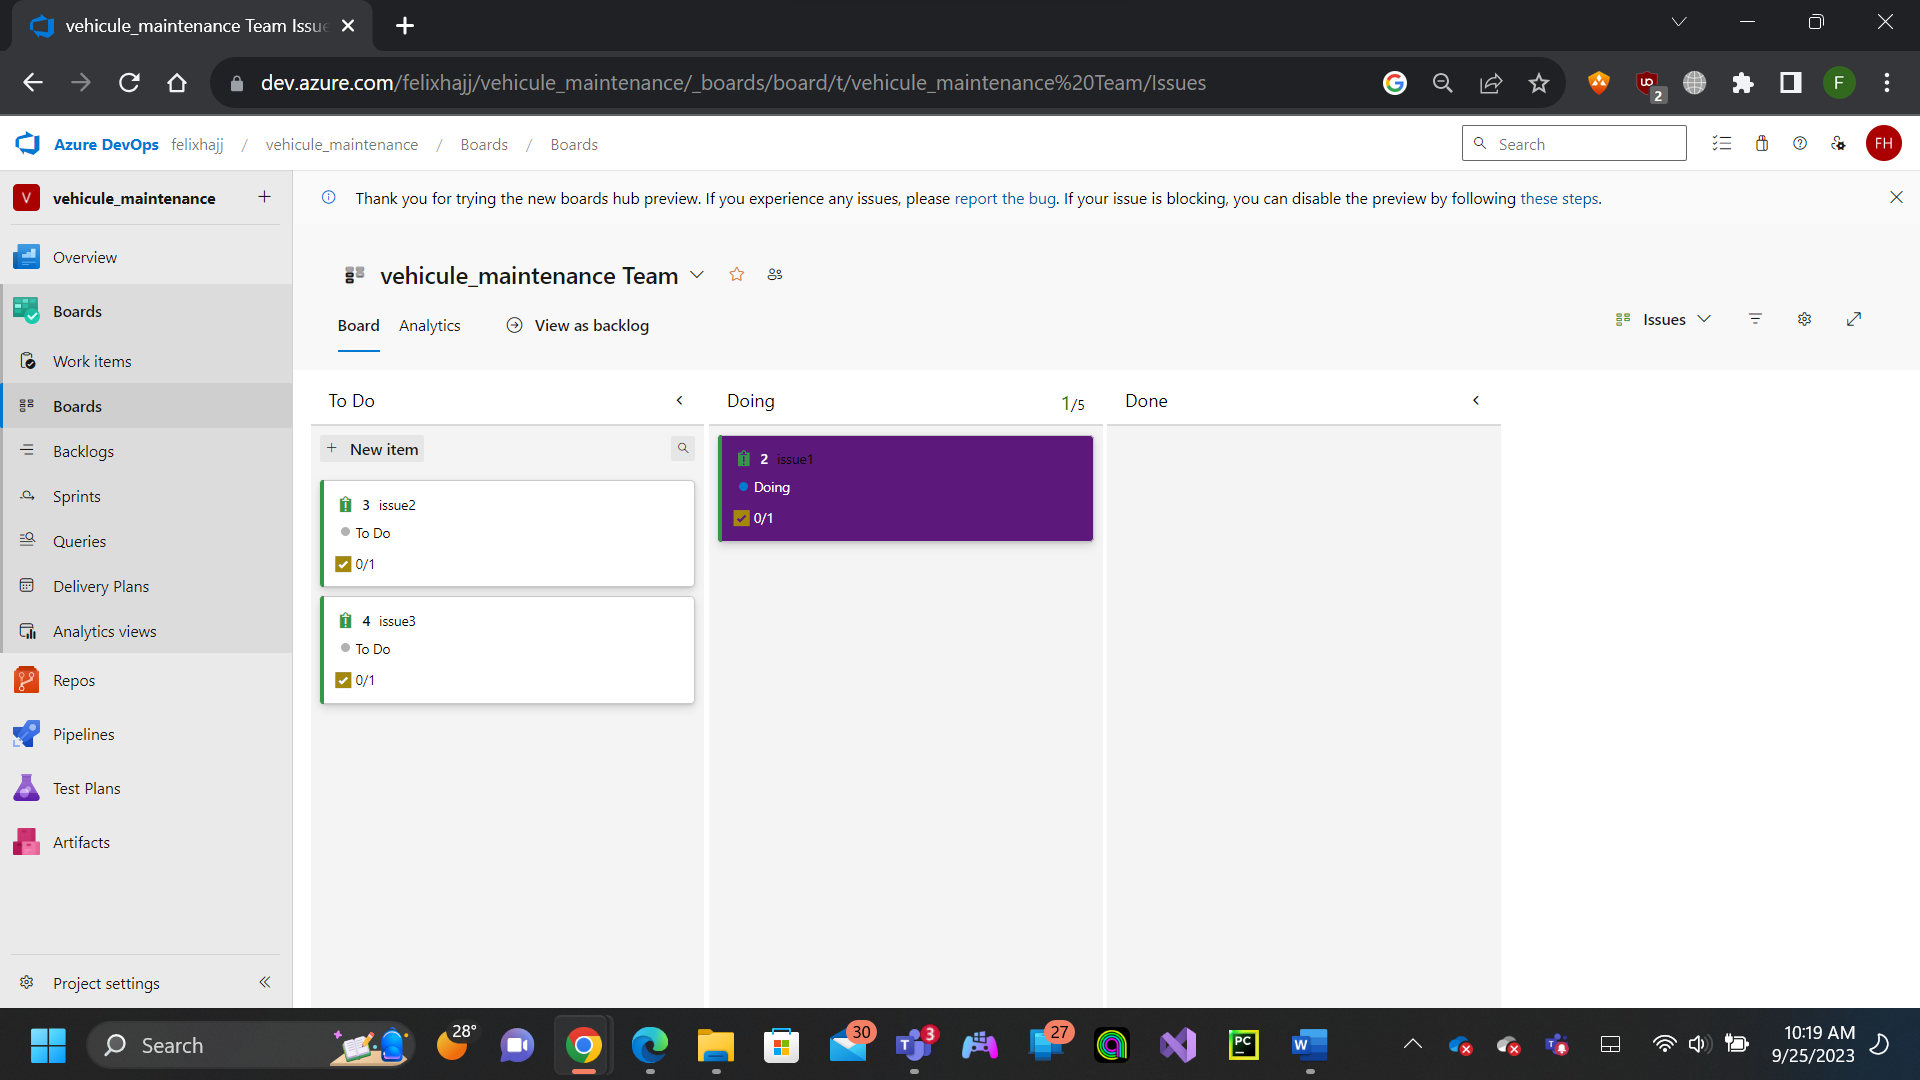 vehicule_maintenance Team Issue
dev.azure.com/felixhajj/vehicule_maintenance/_boards/board/t/vehicule_maintenance%20Team/Issues
2
F
Azure DevOps felixhajj / vehicule_maintenance / Boards / Boards
Search
FH
V vehicule_maintenance
Thank you for trying the new boards hub preview. If you experience any issues, please report the bug. If your issue is blocking, you can disable the preview by following these steps.
Overview
Boards
Work items
Boards
Backlogs
Sprints
Queries
Delivery Plans
Analytics views
Repos
Pipelines
Test Plans
Artifacts
Project settings
vehicule_maintenance Team
Board Analytics View as backlog
Issues
To Do
New item
3 issue2
To Do
0/1
4 issue3
To Do
0/1
Doing 1/5
2 issue1
Doing
0/1
Done
Search
28°
30
3
27
PC
W
10:19 AM
9/25/2023